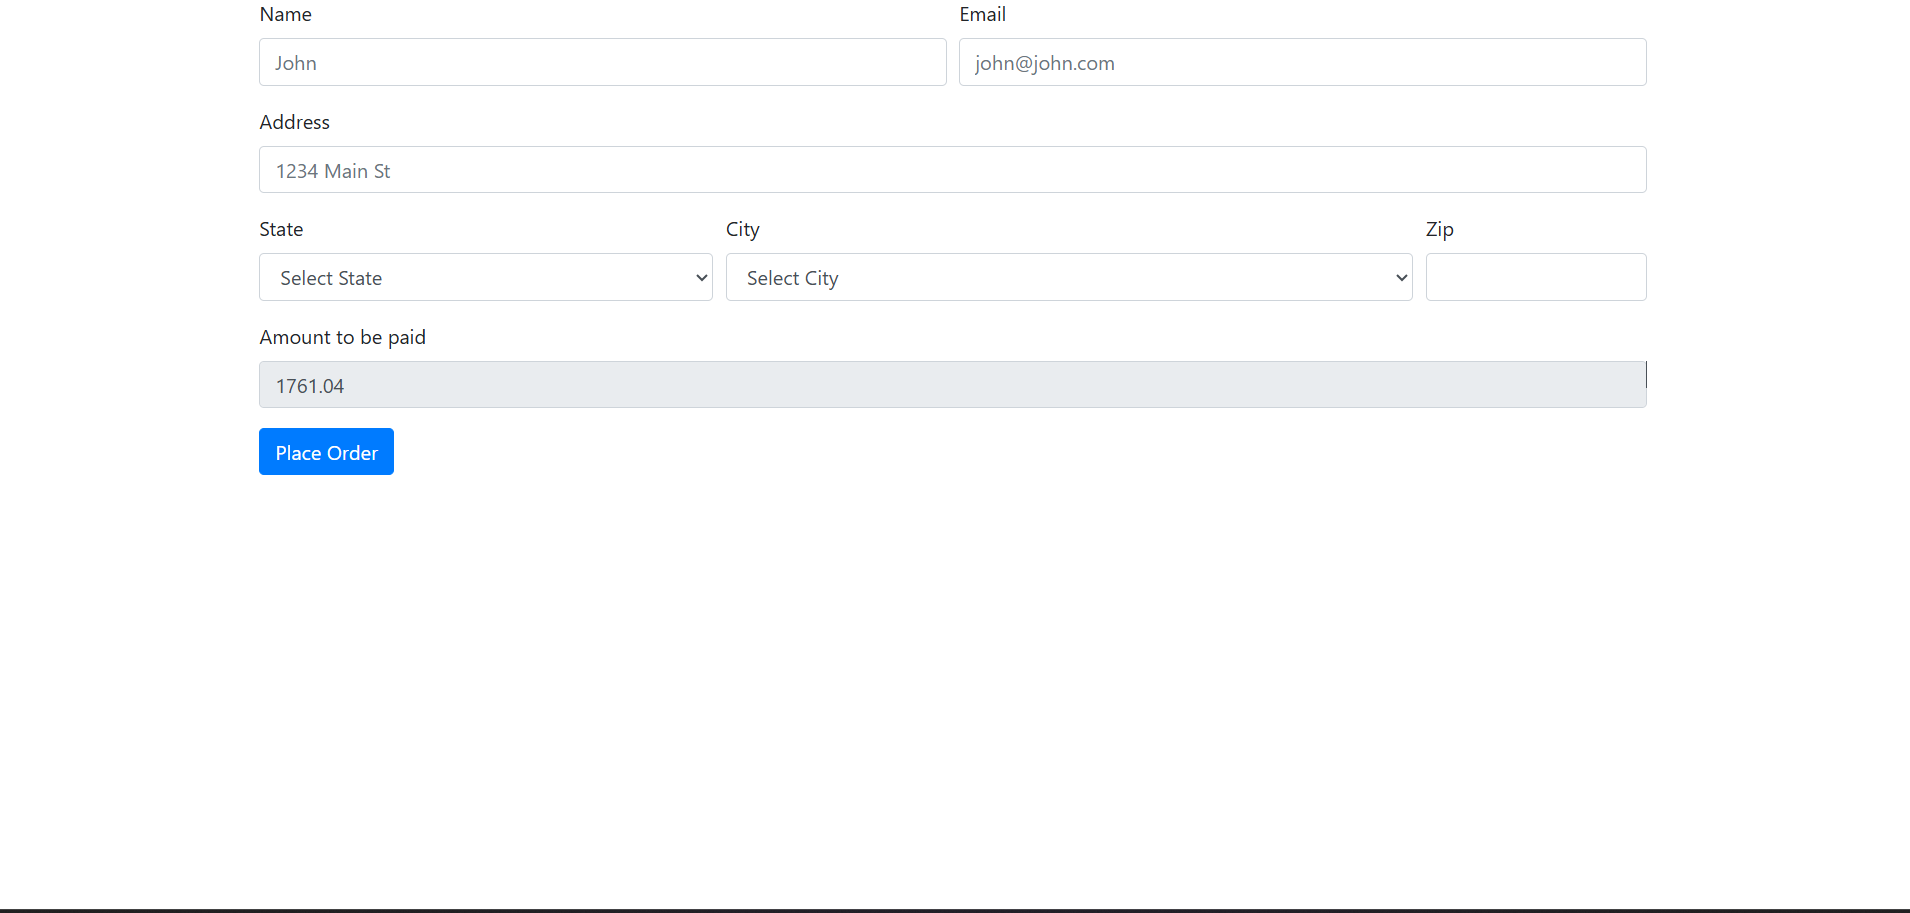 Name Email
John john@john.com
Address
1234 Main St
State City Zip
Select State Select City
Amount to be paid
1761.04
Place Order